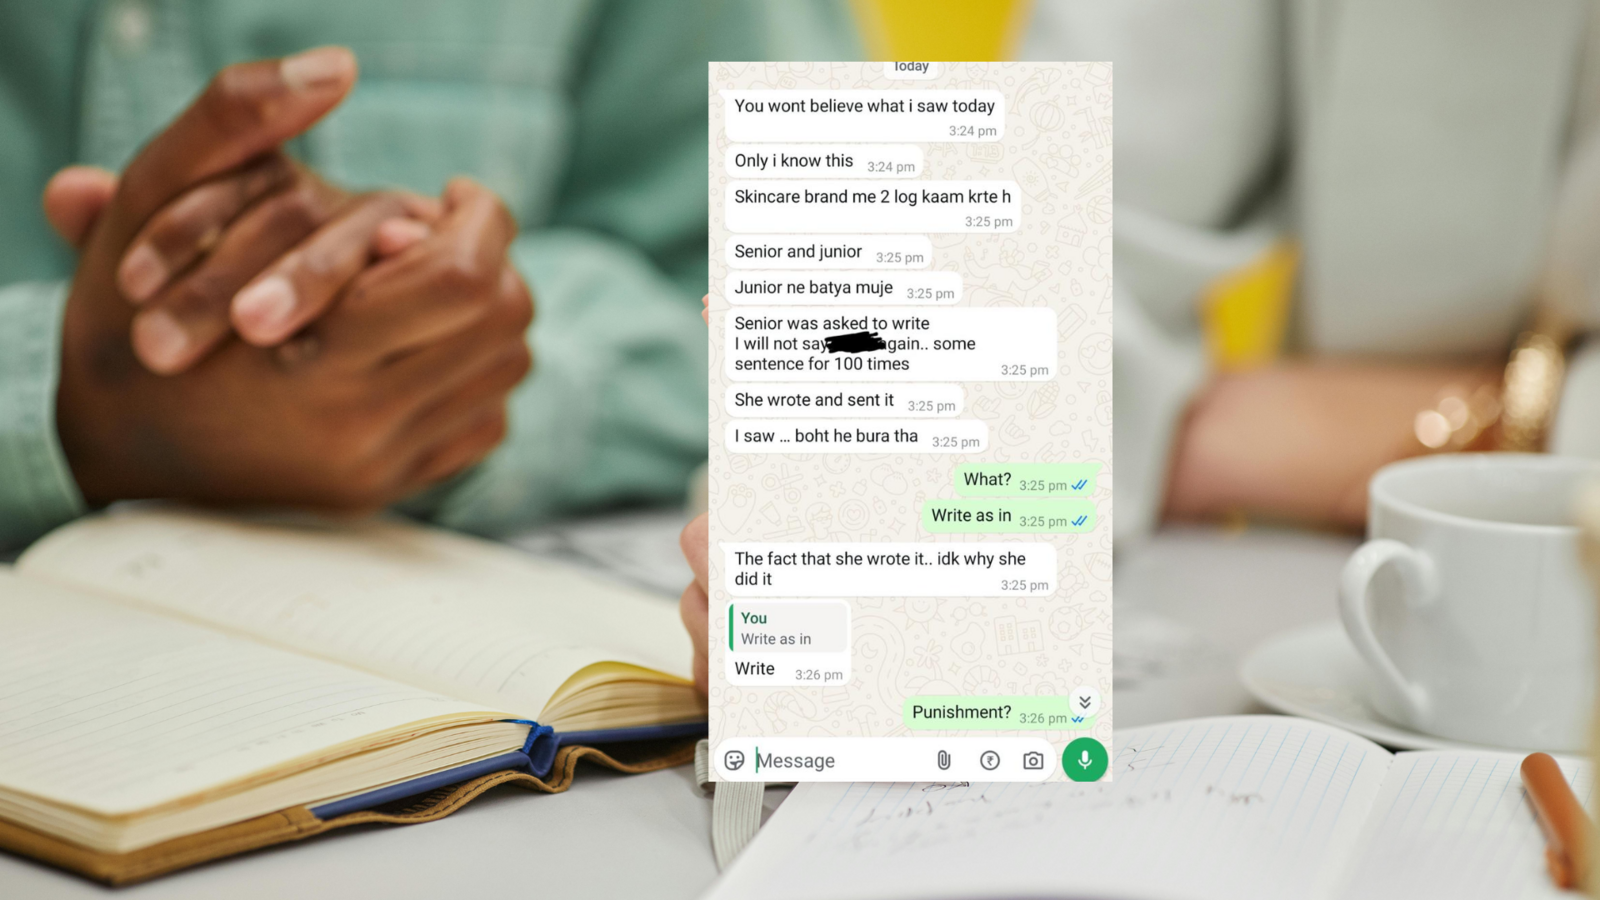 Today
You wont believe what i saw today
3:24 pm
Only i know this 3:24 pm
Skincare brand me 2 log kaam krte h
3:25 pm
Senior and junior 3:25 pm
Junior ne batya muje 3:25 pm
Senior was asked to write
I will not say again.. some
sentence for 100 times 3:25 pm
She wrote and sent it 3:25 pm
I saw ... boht he bura tha 3:25 pm
What? 3:25 pm
Write as in 3:25 pm
The fact that she wrote it.. idk why she
did it 3:25 pm
You
Write as in
Write 3:26 pm
Punishment? 3:26 pm
Message